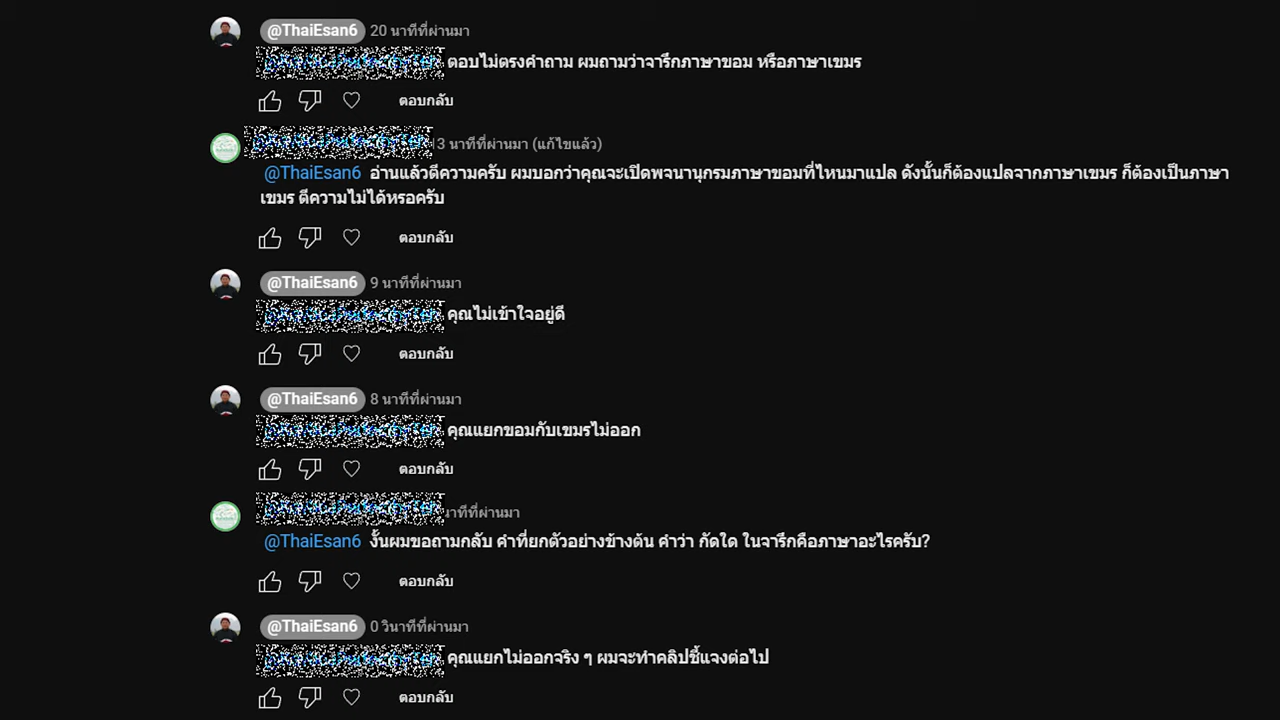 @ThaiEsan6 20 นาทีที่ผ่านมา
ตอบไม่ตรงคำถาม ผมถามว่าจารึกภาษาขอม หรือภาษาเขมร
ตอบกลับ
13 นาทีที่ผ่านมา (แก้ไขแล้ว)
@ThaiEsan6 อ่านแล้วตีความครับ ผมบอกว่าคุณจะเปิดพจนานุกรมภาษาขอมที่ไหนมาแปล ดังนั้นก็ต้องแปลจากภาษาเขมร ก็ต้องเป็นภาษา
เขมร ตีความไม่ได้หรอครับ
ตอบกลับ
@ThaiEsan6 9 นาทีที่ผ่านมา
คุณไม่เข้าใจอยู่ดี
ตอบกลับ
@ThaiEsan6 8 นาทีที่ผ่านมา
คุณแยกขอมกับเขมรไม่ออก
ตอบกลับ
นาทีที่ผ่านมา
@ThaiEsan6 งั้นผมขอถามกลับ คำที่ยกตัวอย่างข้างต้น คำว่า กัดใด ในจารึกคือภาษาอะไรครับ?
ตอบกลับ
@ThaiEsan6 0 วินาทีที่ผ่านมา
คุณแยกไม่ออกจริง ๆ ผมจะทำคลิปชี้แจงต่อไป
ตอบกลับ